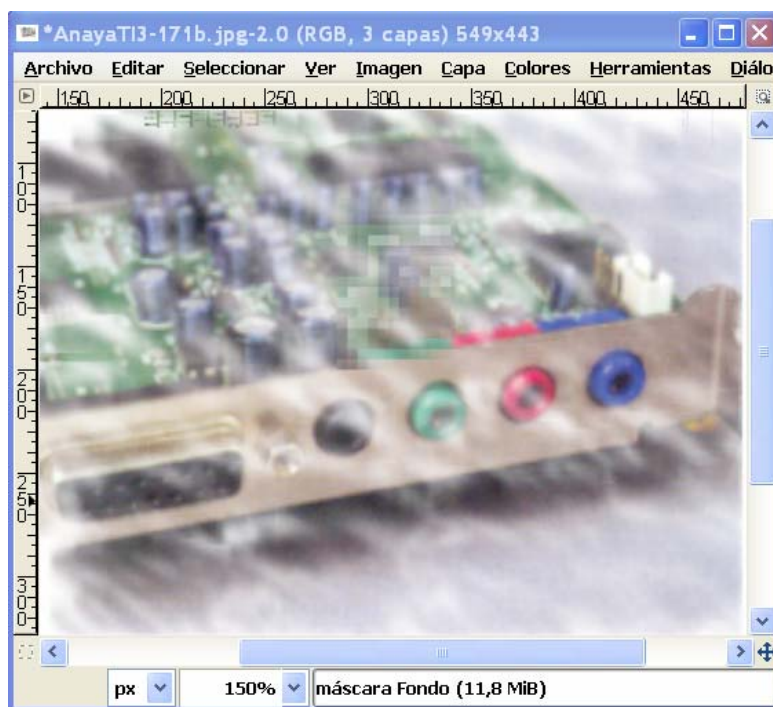 *AnayaTI3-171b.jpg-2.0 (RGB, 3 capas) 549x443
Archivo Editar Seleccionar Ver Imagen Capa Colores Herramientas Diálo
150 200 250 300 350 400 450
100
150
200
250
300
px 150% máscara Fondo (11,8 MiB)